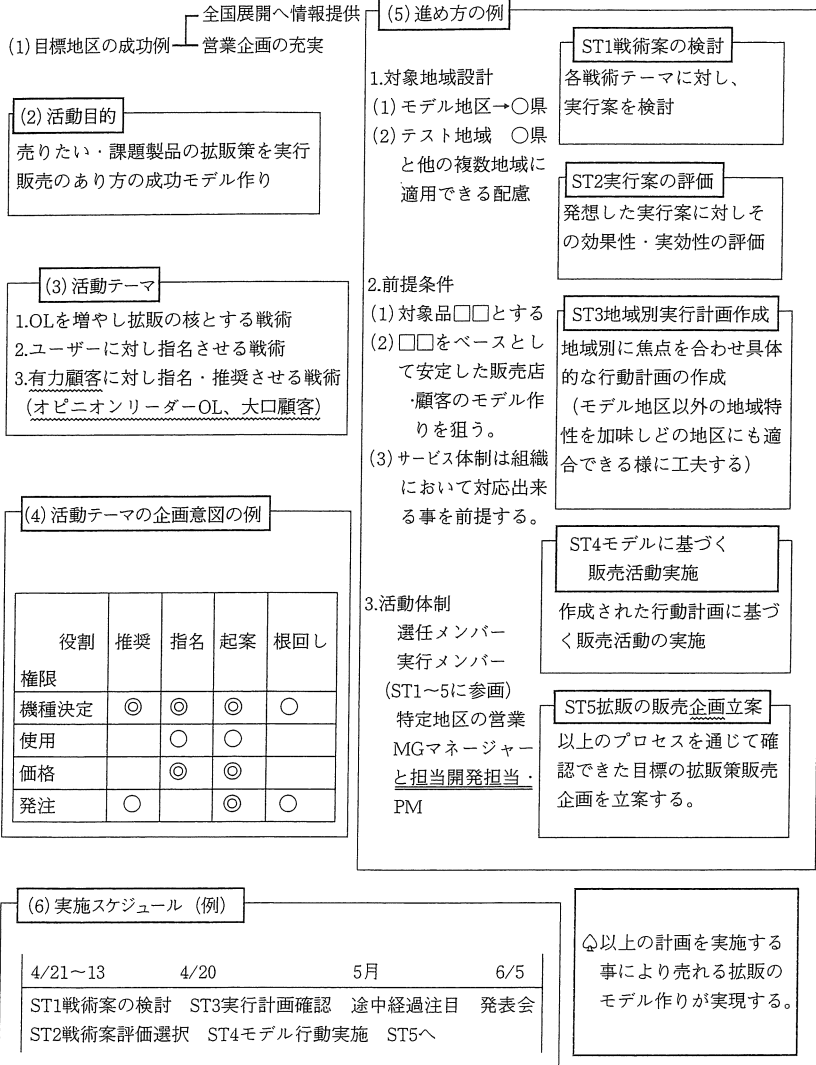 (1)目標地区の成功例
全国展開へ情報提供
営業企画の充実
(2)活動目的
売りたい・課題製品の拡販策を実行
販売のあり方の成功モデル作り
(3)活動テーマ
1.OLを増やし拡販の核とする戦術
2.ユーザーに対し指名させる戦術
3.有力顧客に対し指名・推奨させる戦術
(オピニオンリーダーOL、大口顧客)
(4)活動テーマの企画意図の例
役割 推奨 指名 起案 根回し
権限
機種決定 ◎ ◎ ◎ ○
使用 ○ ○
価格 ◎ ◎
発注 ○ ◎ ○
(5)進め方の例
1.対象地域設計
(1)モデル地区→○県
(2)テスト地域 ○県
と他の複数地域に
適用できる配慮
2.前提条件
(1)対象品□□とする
(2)□□をベースとし
て安定した販売店
・顧客のモデル作
りを狙う。
(3)サービス体制は組織
において対応出来
る事を前提する。
3.活動体制
選任メンバー
実行メンバー
(ST1〜5に参画)
特定地区の営業
MGマネージャー
と担当開発担当・
PM
ST1戦術案の検討
各戦術テーマに対し、
実行案を検討
ST2実行案の評価
発想した実行案に対しそ
の効果性・実効性の評価
ST3地域別実行計画作成
地域別に焦点を合わせ具体
的な行動計画の作成
(モデル地区以外の地域特
性を加味しどの地区にも適
合できる様に工夫する)
ST4モデルに基づく
販売活動実施
作成された行動計画に基づ
く販売活動の実施
ST5拡販の販売企画立案
以上のプロセスを通じて確
認できた目標の拡販策販売
企画を立案する。
(6)実施スケジュール (例)
4/21〜13 4/20 5月 6/5
ST1戦術案の検討 ST3実行計画確認 途中経過注目 発表会
ST2戦術案評価選択 ST4モデル行動実施 ST5へ
♤以上の計画を実施する
事により売れる拡販の
モデル作りが実現する。